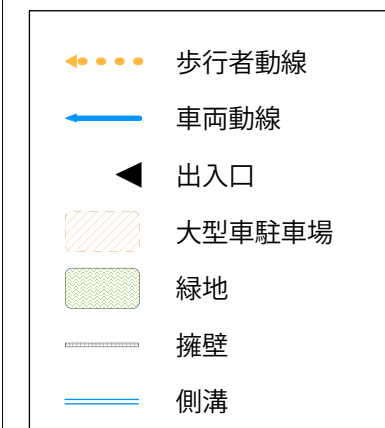 歩行者動線
車両動線
出入口
大型車駐車場
緑地
擁壁
側溝